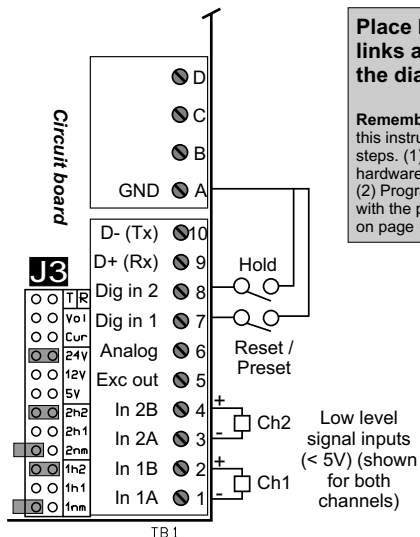 Place
links a
the dia
Rememb
this instru
steps. (1)
hardware
(2) Progra
with the p
on page 1
Circuit board
D
C
B
GND A
D- (Tx) 10
D+ (Rx) 9
Dig in 2 8
Dig in 1 7
Analog 6
Exc out 5
In 2B 4
In 2A 3
In 1B 2
In 1A 1
Hold
Reset /
Preset
+
Ch2
-
+
Ch1
-
Low level
signal inputs
(< 5V) (shown
for both
channels)
J3
T R
Vol
Cur
24V
12V
5V
2h2
2h1
2nm
1h2
1h1
1nm
TB1